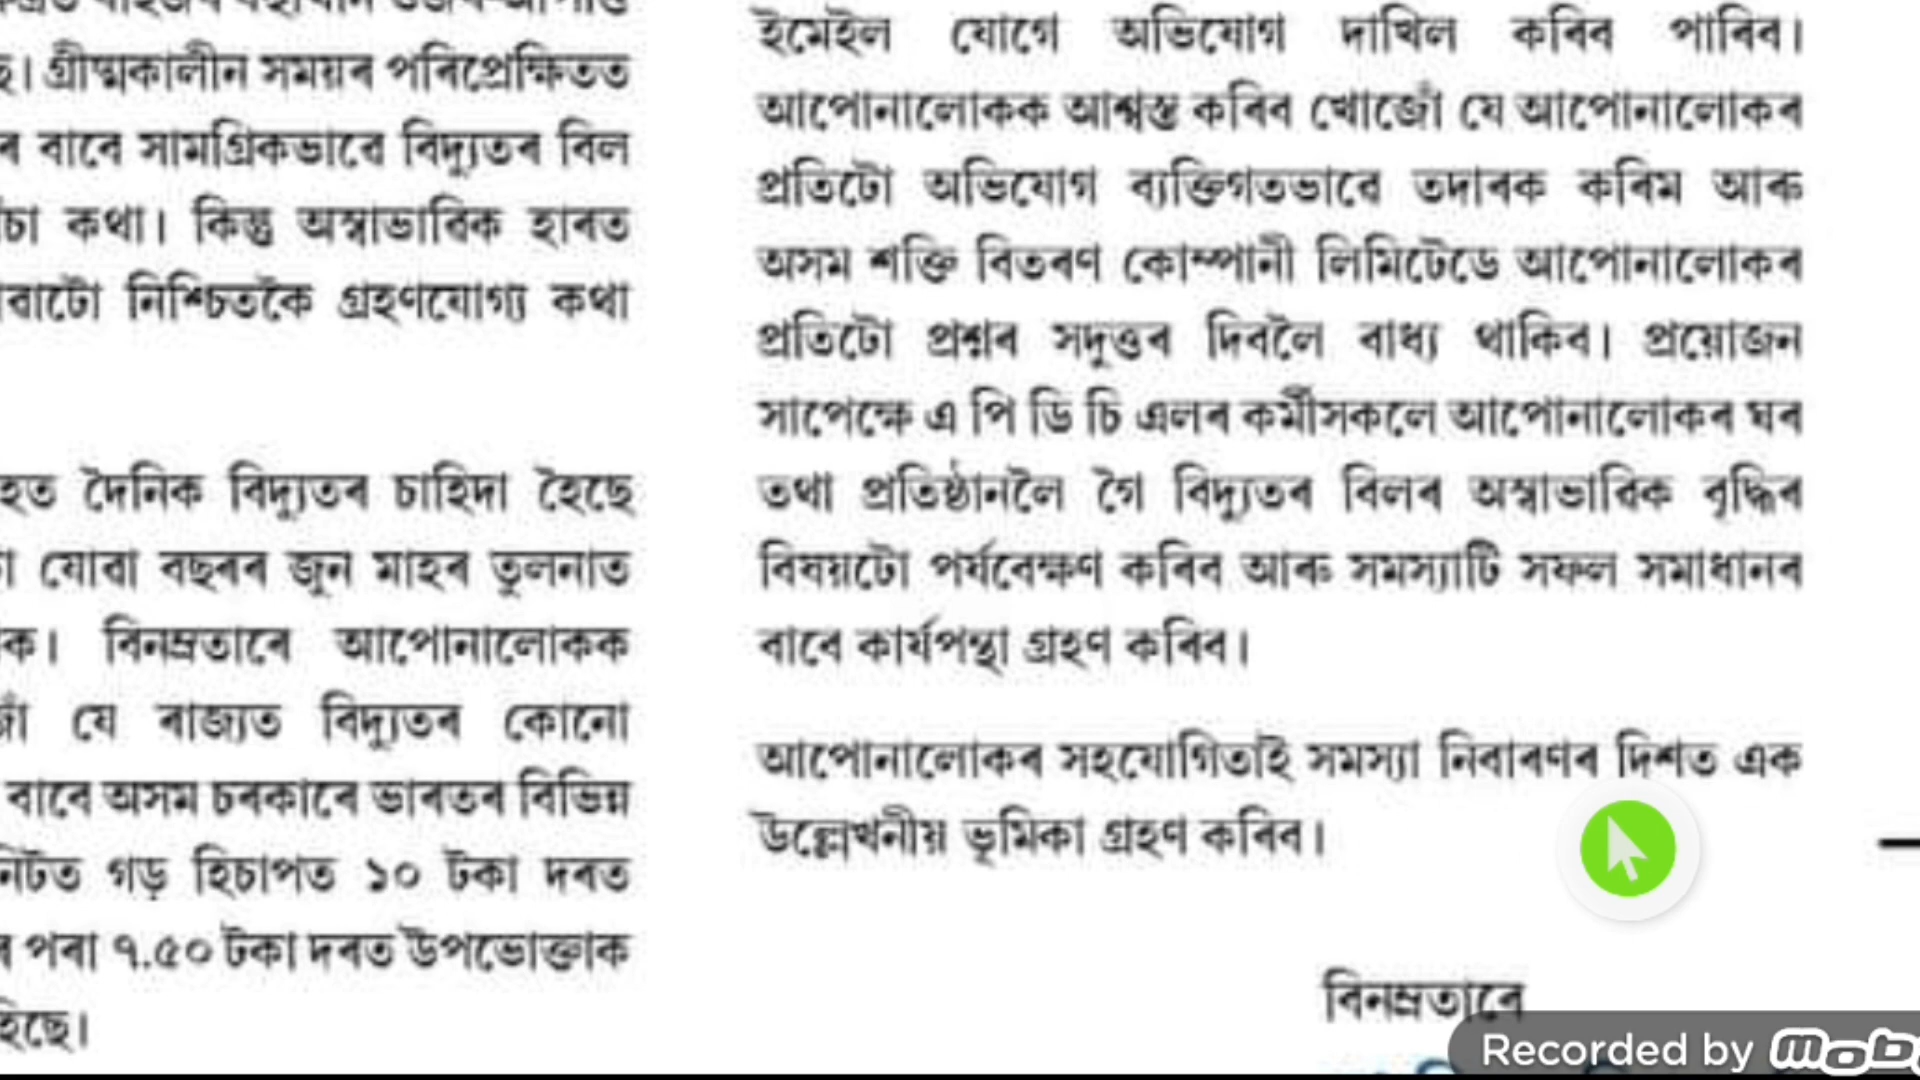 ছে। গ্ৰীষ্মকালীন সময়ৰ পৰিপ্ৰেক্ষিতত
ৰ বাবে সামগ্ৰিকভাৱে বিদ্যুতৰ বিল
কথা। কিন্তু অস্বাভাৱিক হাৰত
নিশ্চিতকৈ গ্ৰহণযোগ্য কথা
দৈনিক বিদ্যুতৰ চাহিদা হৈছে
যোৱা বছৰৰ জুন মাহৰ তুলনাত
বিনম্ৰতাৰে আপোনালোকক
যে ৰাজ্যত বিদ্যুতৰ কোনো
বাবে অসম চৰকাৰে ভাৰতৰ বিভিন্ন
গড় হিচাপত ১০ টকা দৰত
পৰা ৭.৫০ টকা দৰত উপভোক্তাক
ইমেইল যোগে অভিযোগ দাখিল কৰিব পাৰিব।
আপোনালোকক আশ্বস্ত কৰিব খোজোঁ যে আপোনালোকৰ
প্ৰতিটো অভিযোগ ব্যক্তিগতভাৱে তদাৰক কৰিম আৰু
অসম শক্তি বিতৰণ কোম্পানী লিমিটেডে আপোনালোকৰ
প্ৰতিটো প্ৰশ্নৰ সদুত্তৰ দিবলৈ বাধ্য থাকিব। প্ৰয়োজন
সাপেক্ষে এ পি ডি চি এলৰ কৰ্মীসকলে আপোনালোকৰ ঘৰ
তথা প্ৰতিষ্ঠানলৈ গৈ বিদ্যুতৰ বিলৰ অস্বাভাৱিক বৃদ্ধিৰ
বিষয়টো পৰ্যবেক্ষণ কৰিব আৰু সমস্যাটি সফল সমাধানৰ
বাবে কাৰ্যপন্থা গ্ৰহণ কৰিব।
আপোনালোকৰ সহযোগিতাই সমস্যা নিবাৰণৰ দিশত এক
উল্লেখনীয় ভূমিকা গ্ৰহণ কৰিব।
বিনম্ৰতাৰে
Recorded by